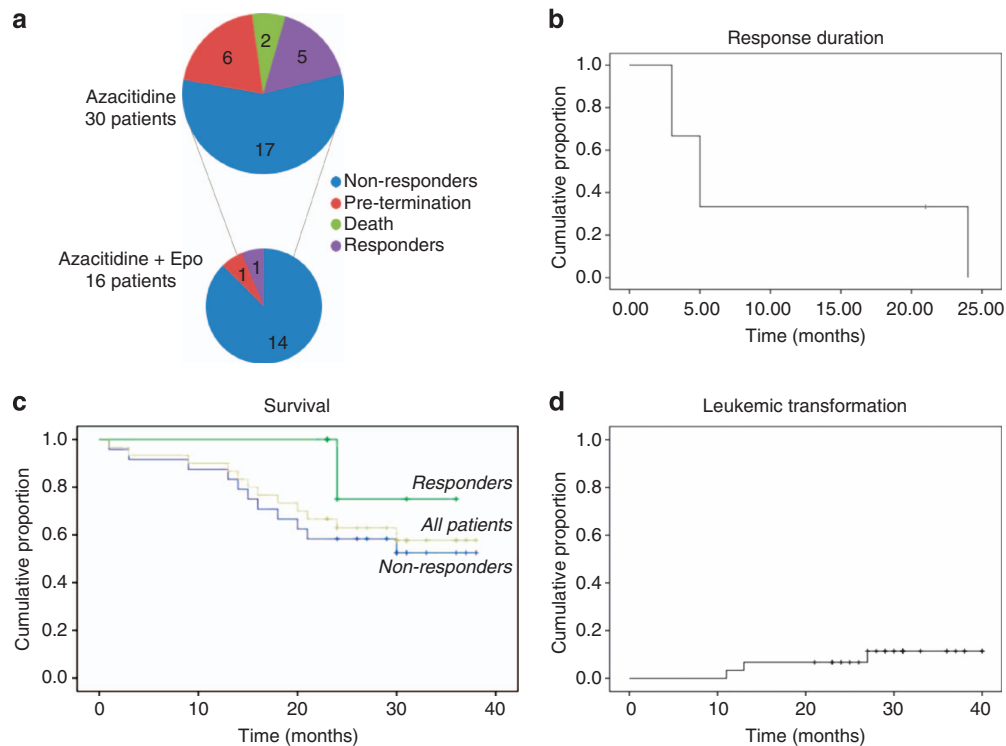 a
6
2
5
17
Azacitidine
30 patients
Non-responders
Pre-termination
Death
Responders
Azacitidine + Epo
16 patients
1
1
14
b
Response duration
Cumulative proportion
1.0
0.8
0.6
0.4
0.2
0.0
0.00
5.00
10.00
15.00
20.00
25.00
Time (months)
c
Survival
Cumulative proportion
1.0
0.8
0.6
0.4
0.2
0.0
Responders
All patients
Non-responders
0
10
20
30
40
Time (months)
d
Leukemic transformation
Cumulative proportion
1.0
0.8
0.6
0.4
0.2
0.0
0
10
20
30
40
Time (months)